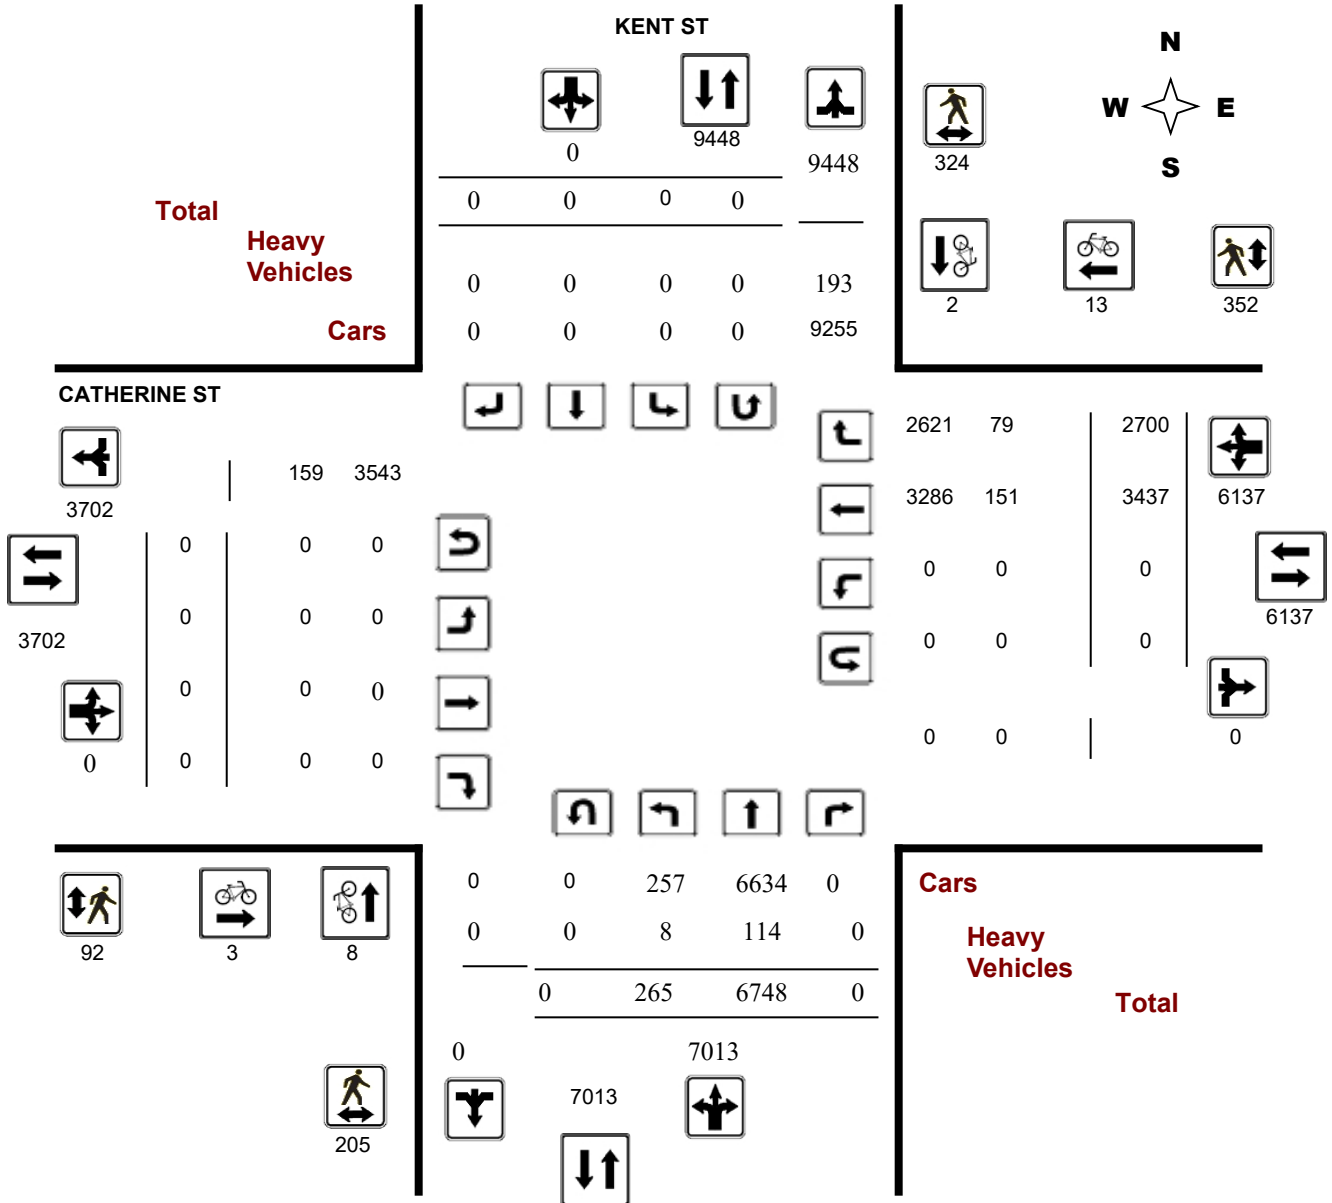 KENT ST
N
W E
S
0 9448 9448 324
0 0 0 0
Total
Heavy
Vehicles
0 0 0 0 193
2 13 352
Cars
0 0 0 0 9255
CATHERINE ST
2621 79 2700
159 3543
3702
3286 151 3437 6137
0 0 0
0 0 0
0 0 0
6137
3702
0 0 0
0 0 0
0 0 0
0 0 0
0 0 0 0
0 0 257 6634 0
Cars
0 0 8 114 0
Heavy
Vehicles
92 3 8
0 265 6748 0
Total
0 7013
7013
205